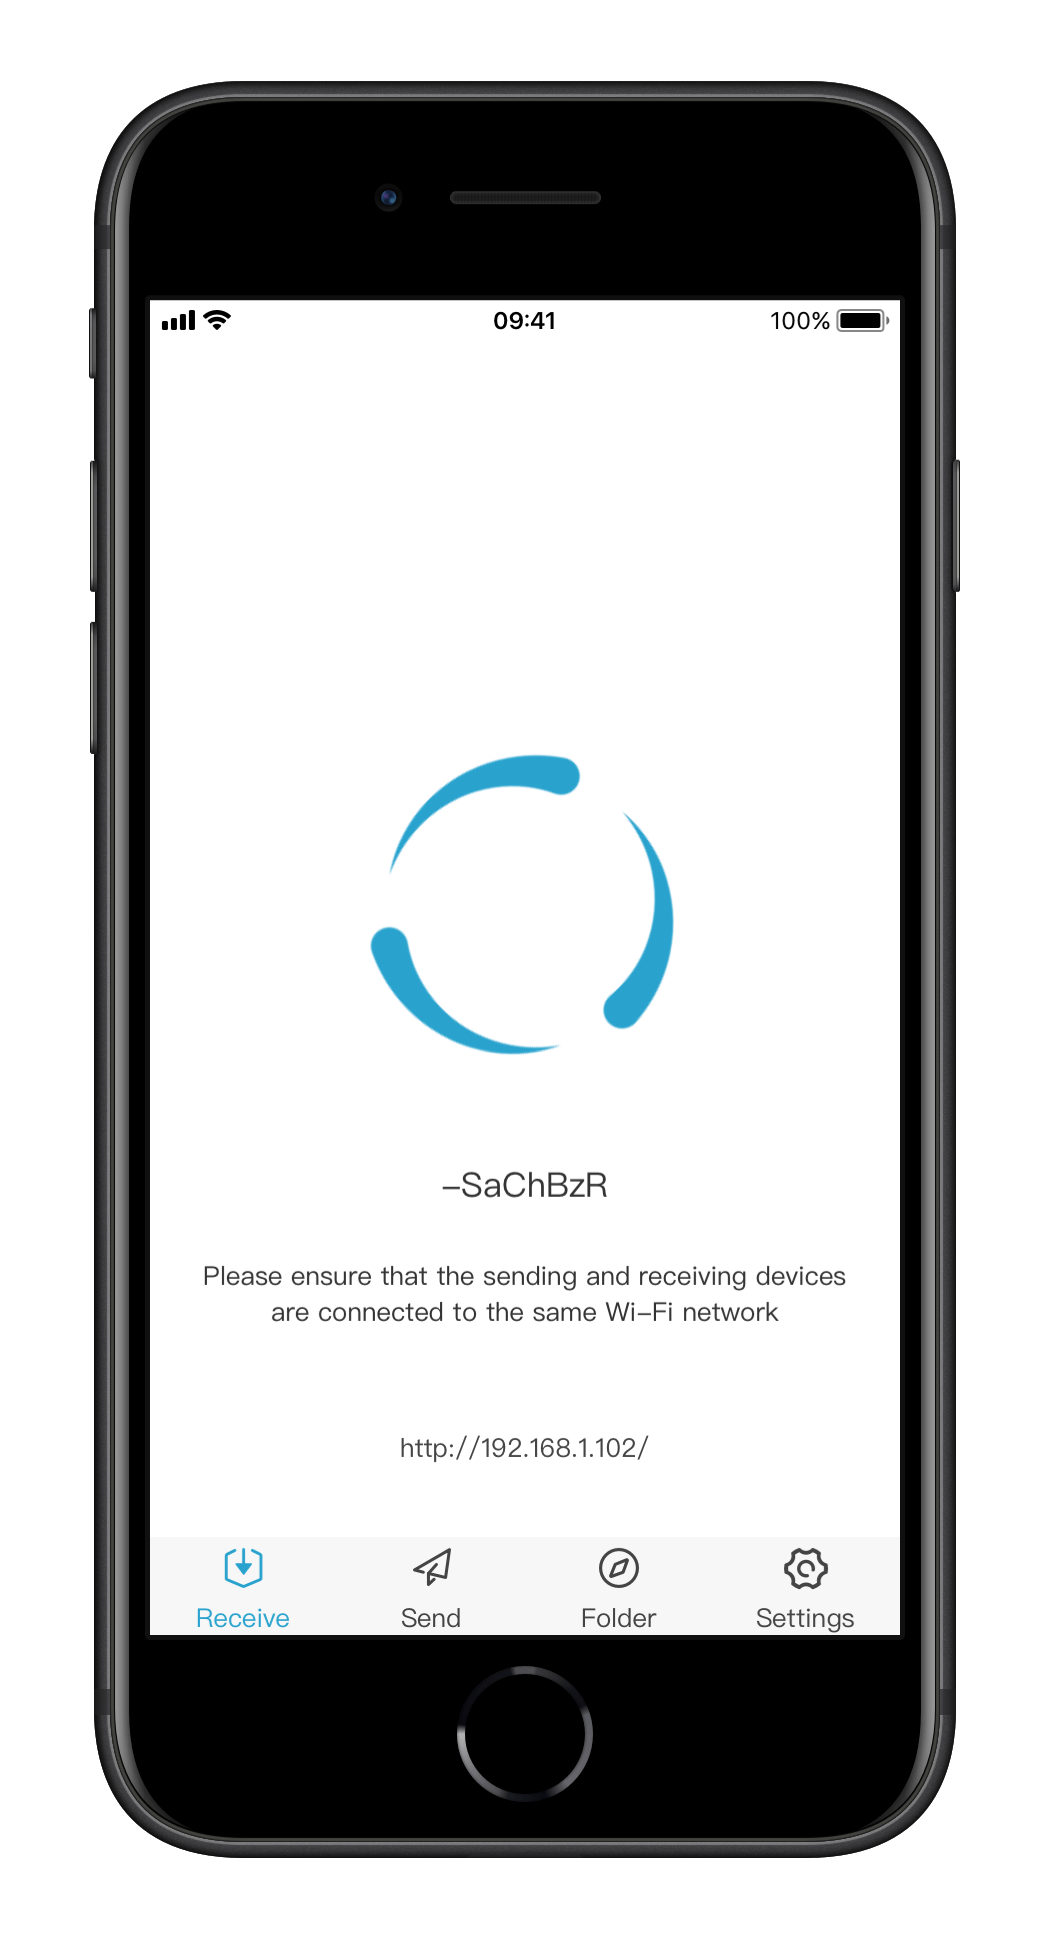 09:41
100%
–SaChBzR
Please ensure that the sending and receiving devices
are connected to the same Wi–Fi network
http://192.168.1.102/
Receive
Send
Folder
Settings